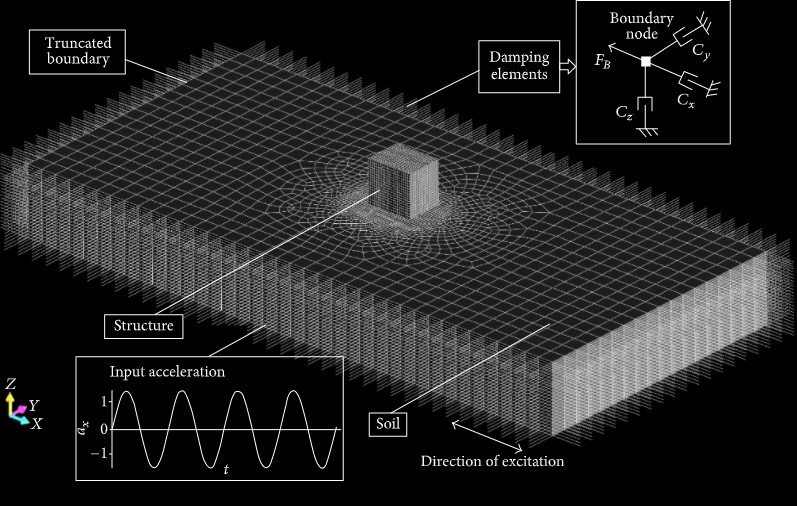 Truncated
boundary
Damping
elements
Boundary
node
F_B
C_y
C_x
C_z
Structure
Input acceleration
1
0
−1
a_x
t
Soil
Direction of excitation
Z
Y
X